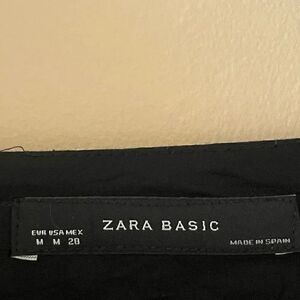 EUR USA MEX
M M 28
ZARA BASIC
MADE IN SPAIN